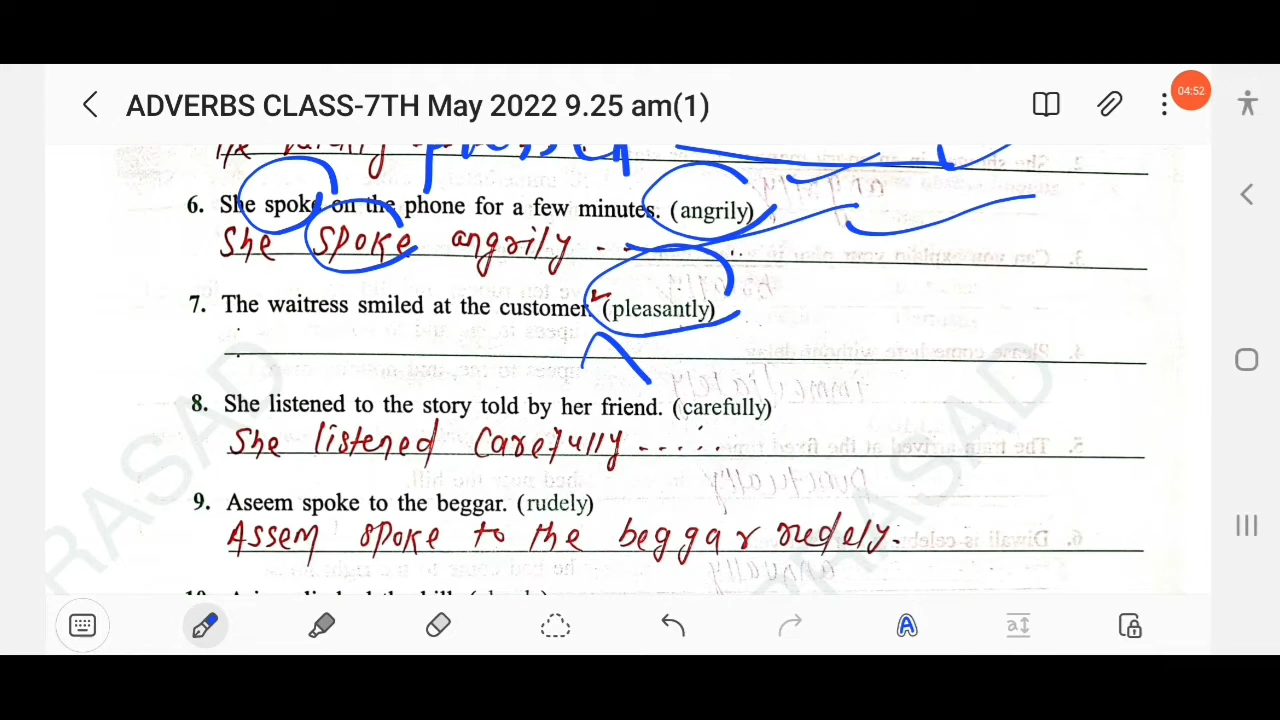 ADVERBS CLASS-7TH May 2022 9.25 am(1)
04:52
6. She spoke on the phone for a few minutes. (angrily)
She spoke angrily - - - - - ..
7. The waitress smiled at the customer. (pleasantly)
8. She listened to the story told by her friend. (carefully)
She listened Carefully - - - - . . .
9. Aseem spoke to the beggar. (rudely)
Assem spoke to the beggar rudely.
RASAD
PRASAD